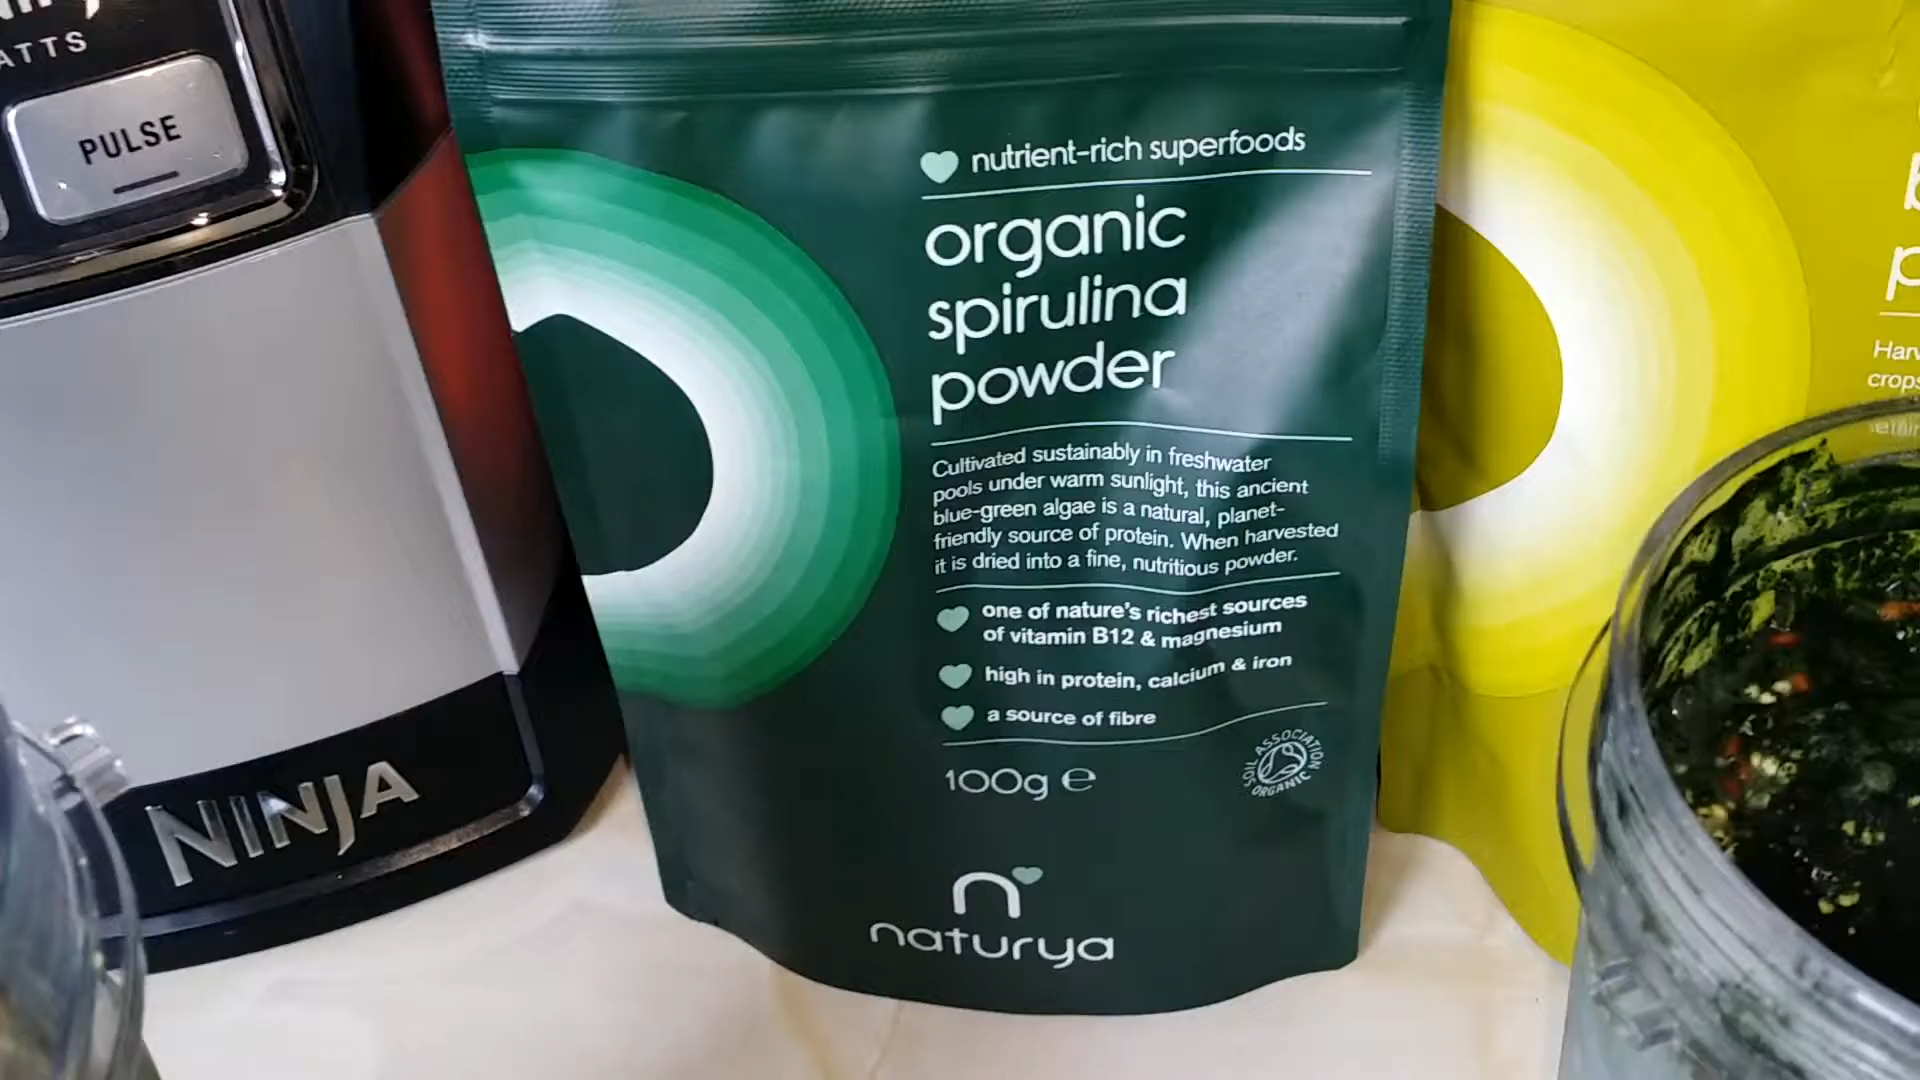 ATTS
PULSE
NINJA
nutrient-rich superfoods
organic
spirulina
powder
Cultivated sustainably in freshwater
pools under warm sunlight, this ancient
blue-green algae is a natural, planet-
friendly source of protein. When harvested
it is dried into a fine, nutritious powder.
one of nature's richest sources
of vitamin B12 & magnesium
high in protein, calcium & iron
a source of fibre
100g e
SOIL ASSOCIATION
ORGANIC
n
naturya
b
p
Harv
crops